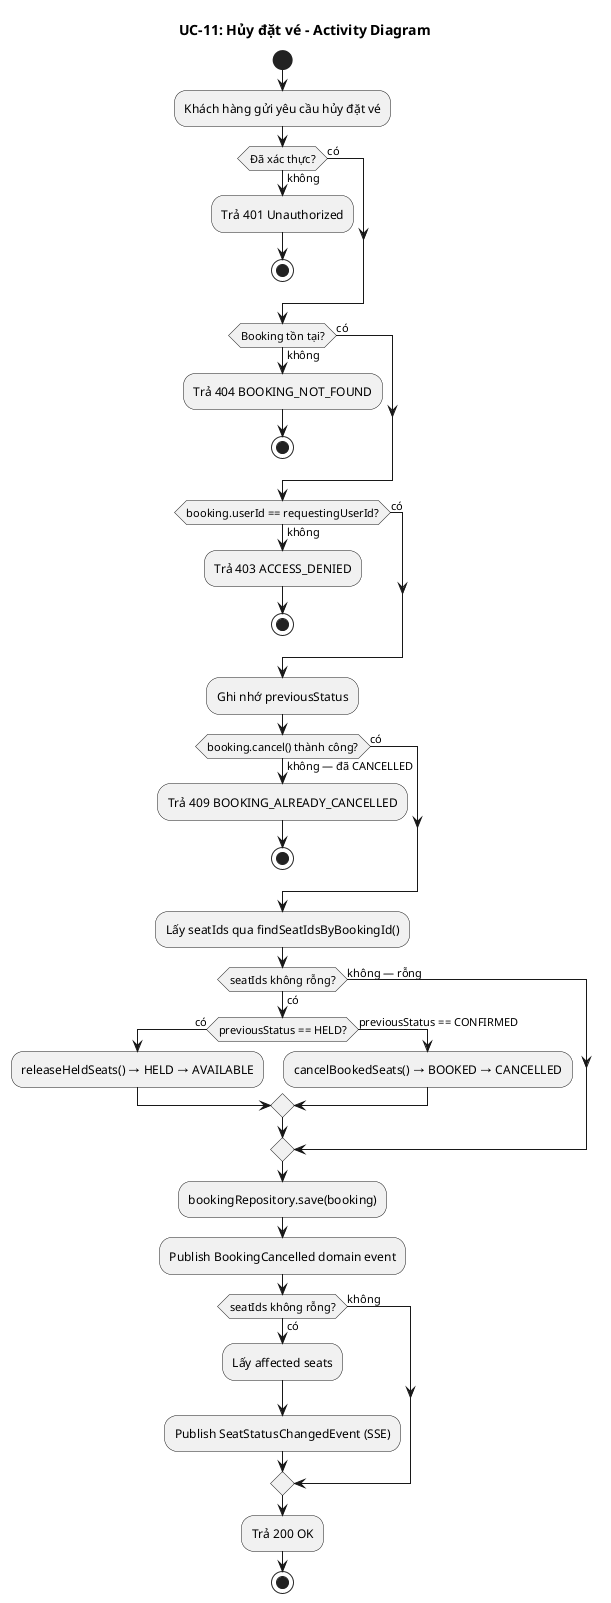 UC-11: Hủy đặt vé - Activity Diagram
Khách hàng gửi yêu cầu hủy đặt vé
Đã xác thực?
có
không
Trả 401 Unauthorized
Booking tồn tại?
có
không
Trả 404 BOOKING_NOT_FOUND
booking.userId == requestingUserId?
có
không
Trả 403 ACCESS_DENIED
Ghi nhớ previousStatus
booking.cancel() thành công?
có
không — đã CANCELLED
Trả 409 BOOKING_ALREADY_CANCELLED
Lấy seatIds qua findSeatIdsByBookingId()
seatIds không rỗng?
không — rỗng
có
có
previousStatus == HELD?
previousStatus == CONFIRMED
releaseHeldSeats() → HELD → AVAILABLE
cancelBookedSeats() → BOOKED → CANCELLED
bookingRepository.save(booking)
Publish BookingCancelled domain event
seatIds không rỗng?
không
có
Lấy affected seats
Publish SeatStatusChangedEvent (SSE)
Trả 200 OK